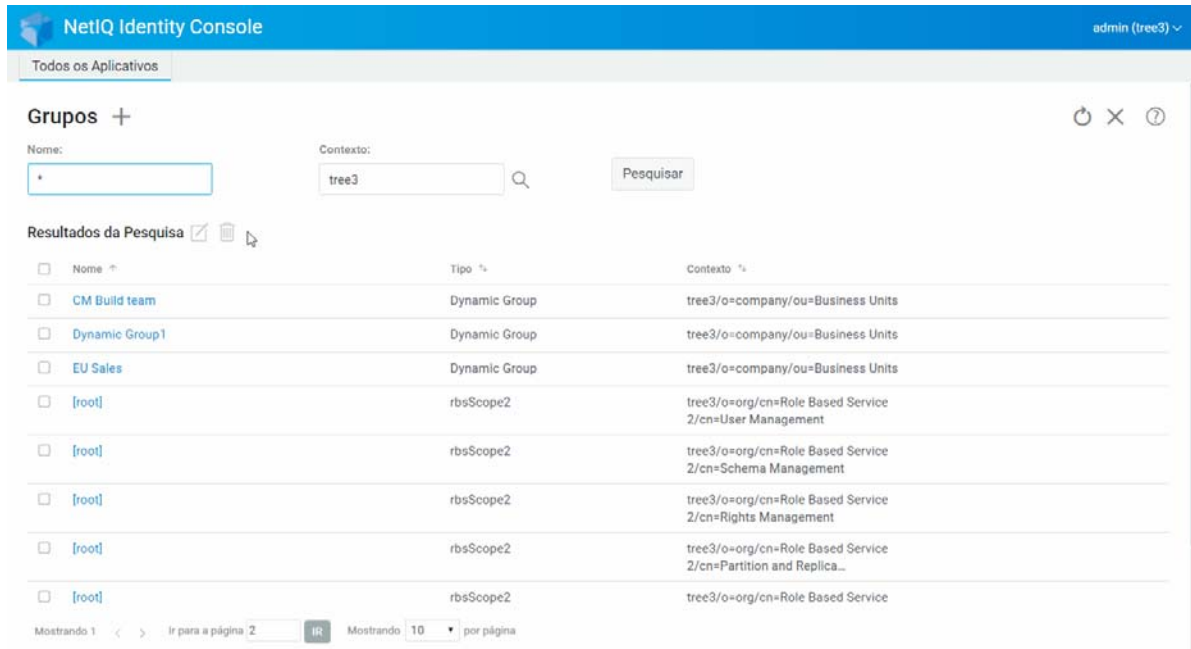 NetIQ Identity Console
admin (tree3)
Todos os Aplicativos
Grupos
Nome:
Contexto:
*
tree3
Pesquisar
Resultados da Pesquisa
Nome Tipo Contexto
CM Build team Dynamic Group tree3/o=company/ou=Business Units
Dynamic Group1 Dynamic Group tree3/o=company/ou=Business Units
EU Sales Dynamic Group tree3/o=company/ou=Business Units
[root] rbsScope2 tree3/o=org/cn=Role Based Service
2/cn=User Management
[root] rbsScope2 tree3/o=org/cn=Role Based Service
2/cn=Schema Management
[root] rbsScope2 tree3/o=org/cn=Role Based Service
2/cn=Rights Management
[root] rbsScope2 tree3/o=org/cn=Role Based Service
2/cn=Partition and Replica...
[root] rbsScope2 tree3/o=org/cn=Role Based Service
Mostrando 1 < > Ir para a página 2 IR Mostrando 10 por página